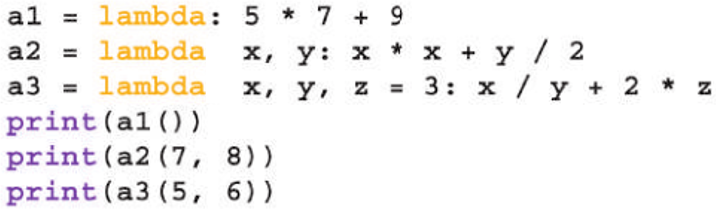 a1 = lambda: 5 * 7 + 9
a2 = lambda  x, y: x * x + y / 2
a3 = lambda  x, y, z = 3: x / y + 2 * z
print(a1())
print(a2(7, 8))
print(a3(5, 6))